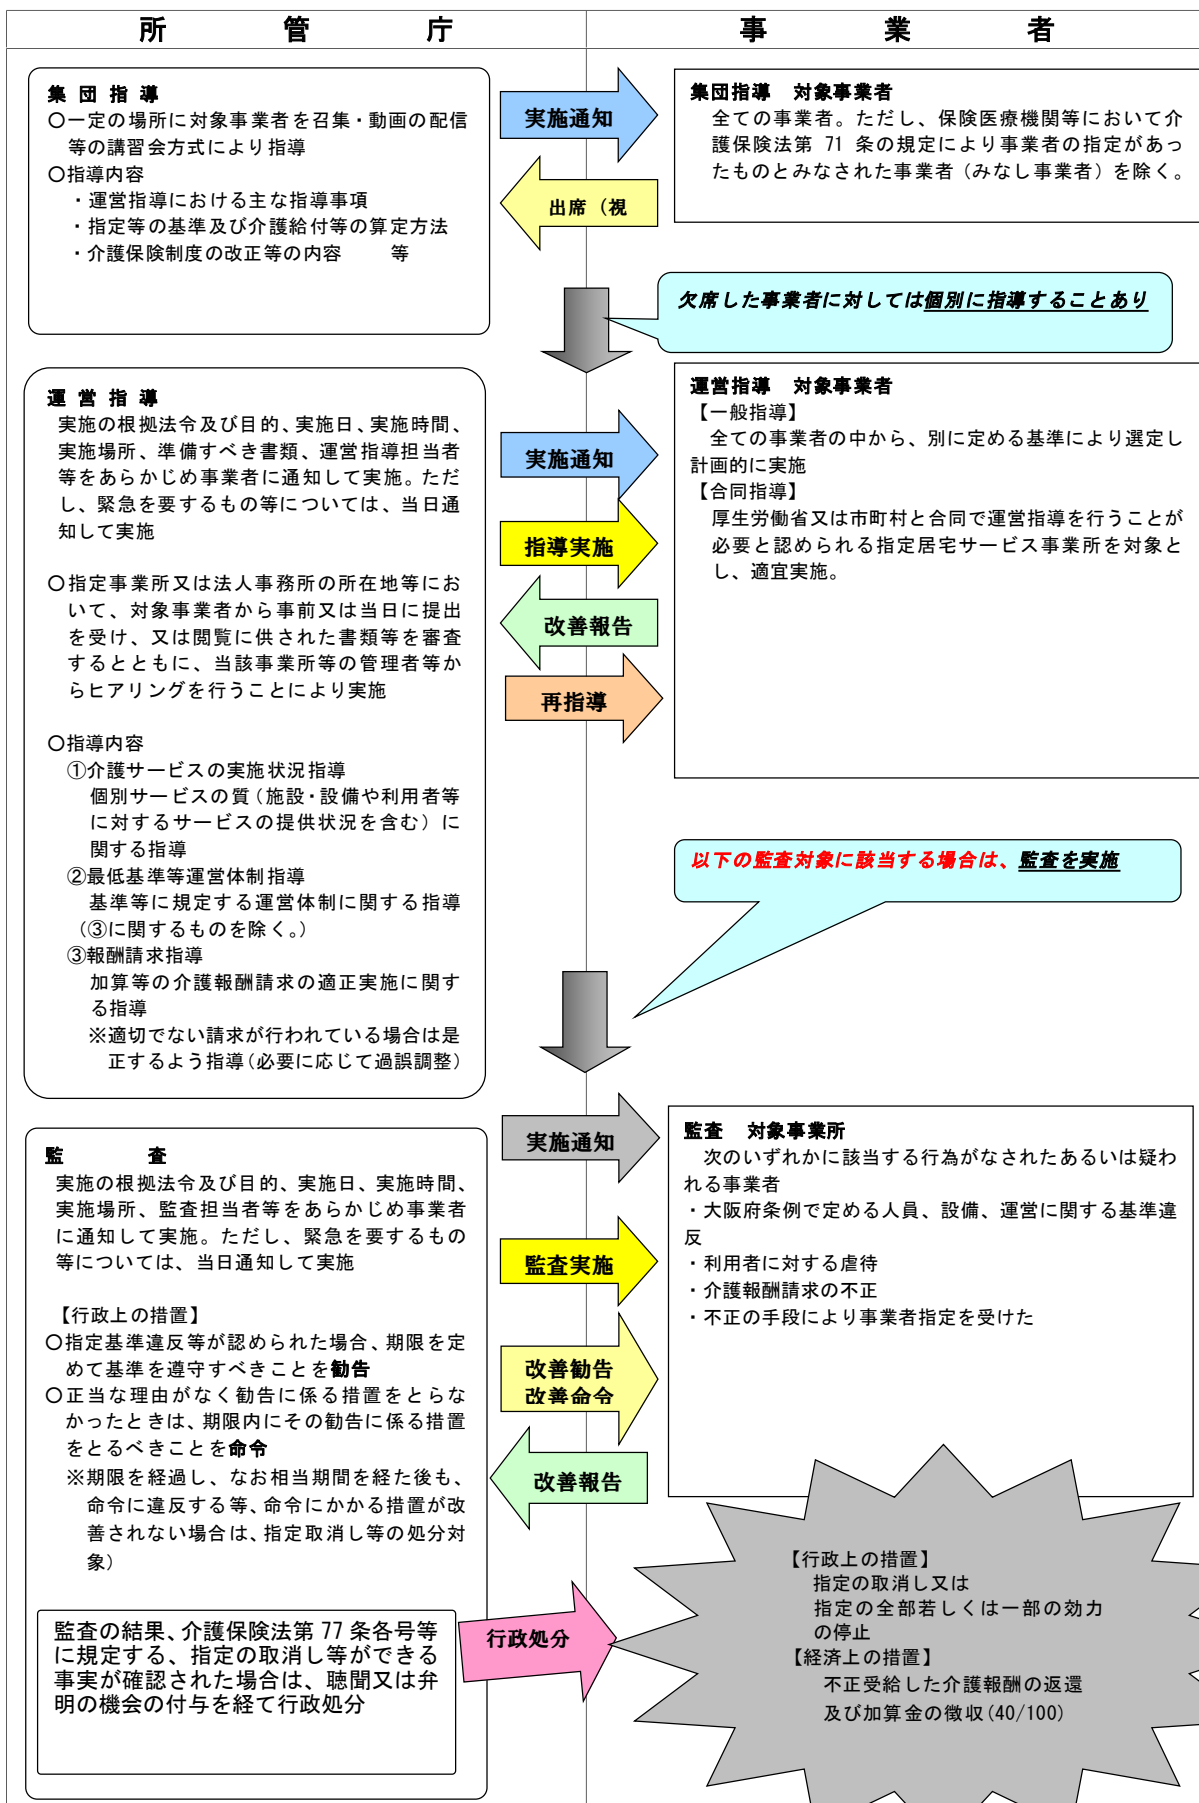 所管庁
事業者
集団指導
○一定の場所に対象事業者を召集・動画の配信
等の講習会方式により指導
○指導内容
・運営指導における主な指導事項
・指定等の基準及び介護給付等の算定方法
・介護保険制度の改正等の内容　　等
実施通知
出席（視
集団指導　対象事業者
全ての事業者。ただし、保険医療機関等において介
護保険法第 71 条の規定により事業者の指定があっ
たものとみなされた事業者（みなし事業者）を除く。
欠席した事業者に対しては個別に指導することあり
運営指導
実施の根拠法令及び目的、実施日、実施時間、
実施場所、準備すべき書類、運営指導担当者
等をあらかじめ事業者に通知して実施。ただ
し、緊急を要するもの等については、当日通
知して実施
○指定事業所又は法人事務所の所在地等にお
いて、対象事業者から事前又は当日に提出
を受け、又は閲覧に供された書類等を審査
するとともに、当該事業所等の管理者等か
らヒアリングを行うことにより実施
○指導内容
①介護サービスの実施状況指導
個別サービスの質（施設・設備や利用者等
に対するサービスの提供状況を含む）に
関する指導
②最低基準等運営体制指導
基準等に規定する運営体制に関する指導
（③に関するものを除く。）
③報酬請求指導
加算等の介護報酬請求の適正実施に関す
る指導
※適切でない請求が行われている場合は是
正するよう指導（必要に応じて過誤調整）
実施通知
指導実施
改善報告
再指導
運営指導　対象事業者
【一般指導】
全ての事業者の中から、別に定める基準により選定し
計画的に実施
【合同指導】
厚生労働省又は市町村と合同で運営指導を行うことが
必要と認められる指定居宅サービス事業所を対象と
し、適宜実施。
以下の監査対象に該当する場合は、監査を実施
監　　査
実施の根拠法令及び目的、実施日、実施時間、
実施場所、監査担当者等をあらかじめ事業者
に通知して実施。ただし、緊急を要するもの
等については、当日通知して実施
【行政上の措置】
○指定基準違反等が認められた場合、期限を定
めて基準を遵守すべきことを勧告
○正当な理由がなく勧告に係る措置をとらな
かったときは、期限内にその勧告に係る措置
をとるべきことを命令
※期限を経過し、なお相当期間を経た後も、
命令に違反する等、命令にかかる措置が改
善されない場合は、指定取消し等の処分対
象）
監査の結果、介護保険法第 77 条各号等
に規定する、指定の取消し等ができる
事実が確認された場合は、聴聞又は弁
明の機会の付与を経て行政処分
実施通知
監査実施
改善勧告
改善命令
改善報告
行政処分
監査　対象事業所
次のいずれかに該当する行為がなされたあるいは疑わ
れる事業者
・大阪府条例で定める人員、設備、運営に関する基準違
反
・利用者に対する虐待
・介護報酬請求の不正
・不正の手段により事業者指定を受けた
【行政上の措置】
指定の取消し又は
指定の全部若しくは一部の効力
の停止
【経済上の措置】
不正受給した介護報酬の返還
及び加算金の徴収(40/100)